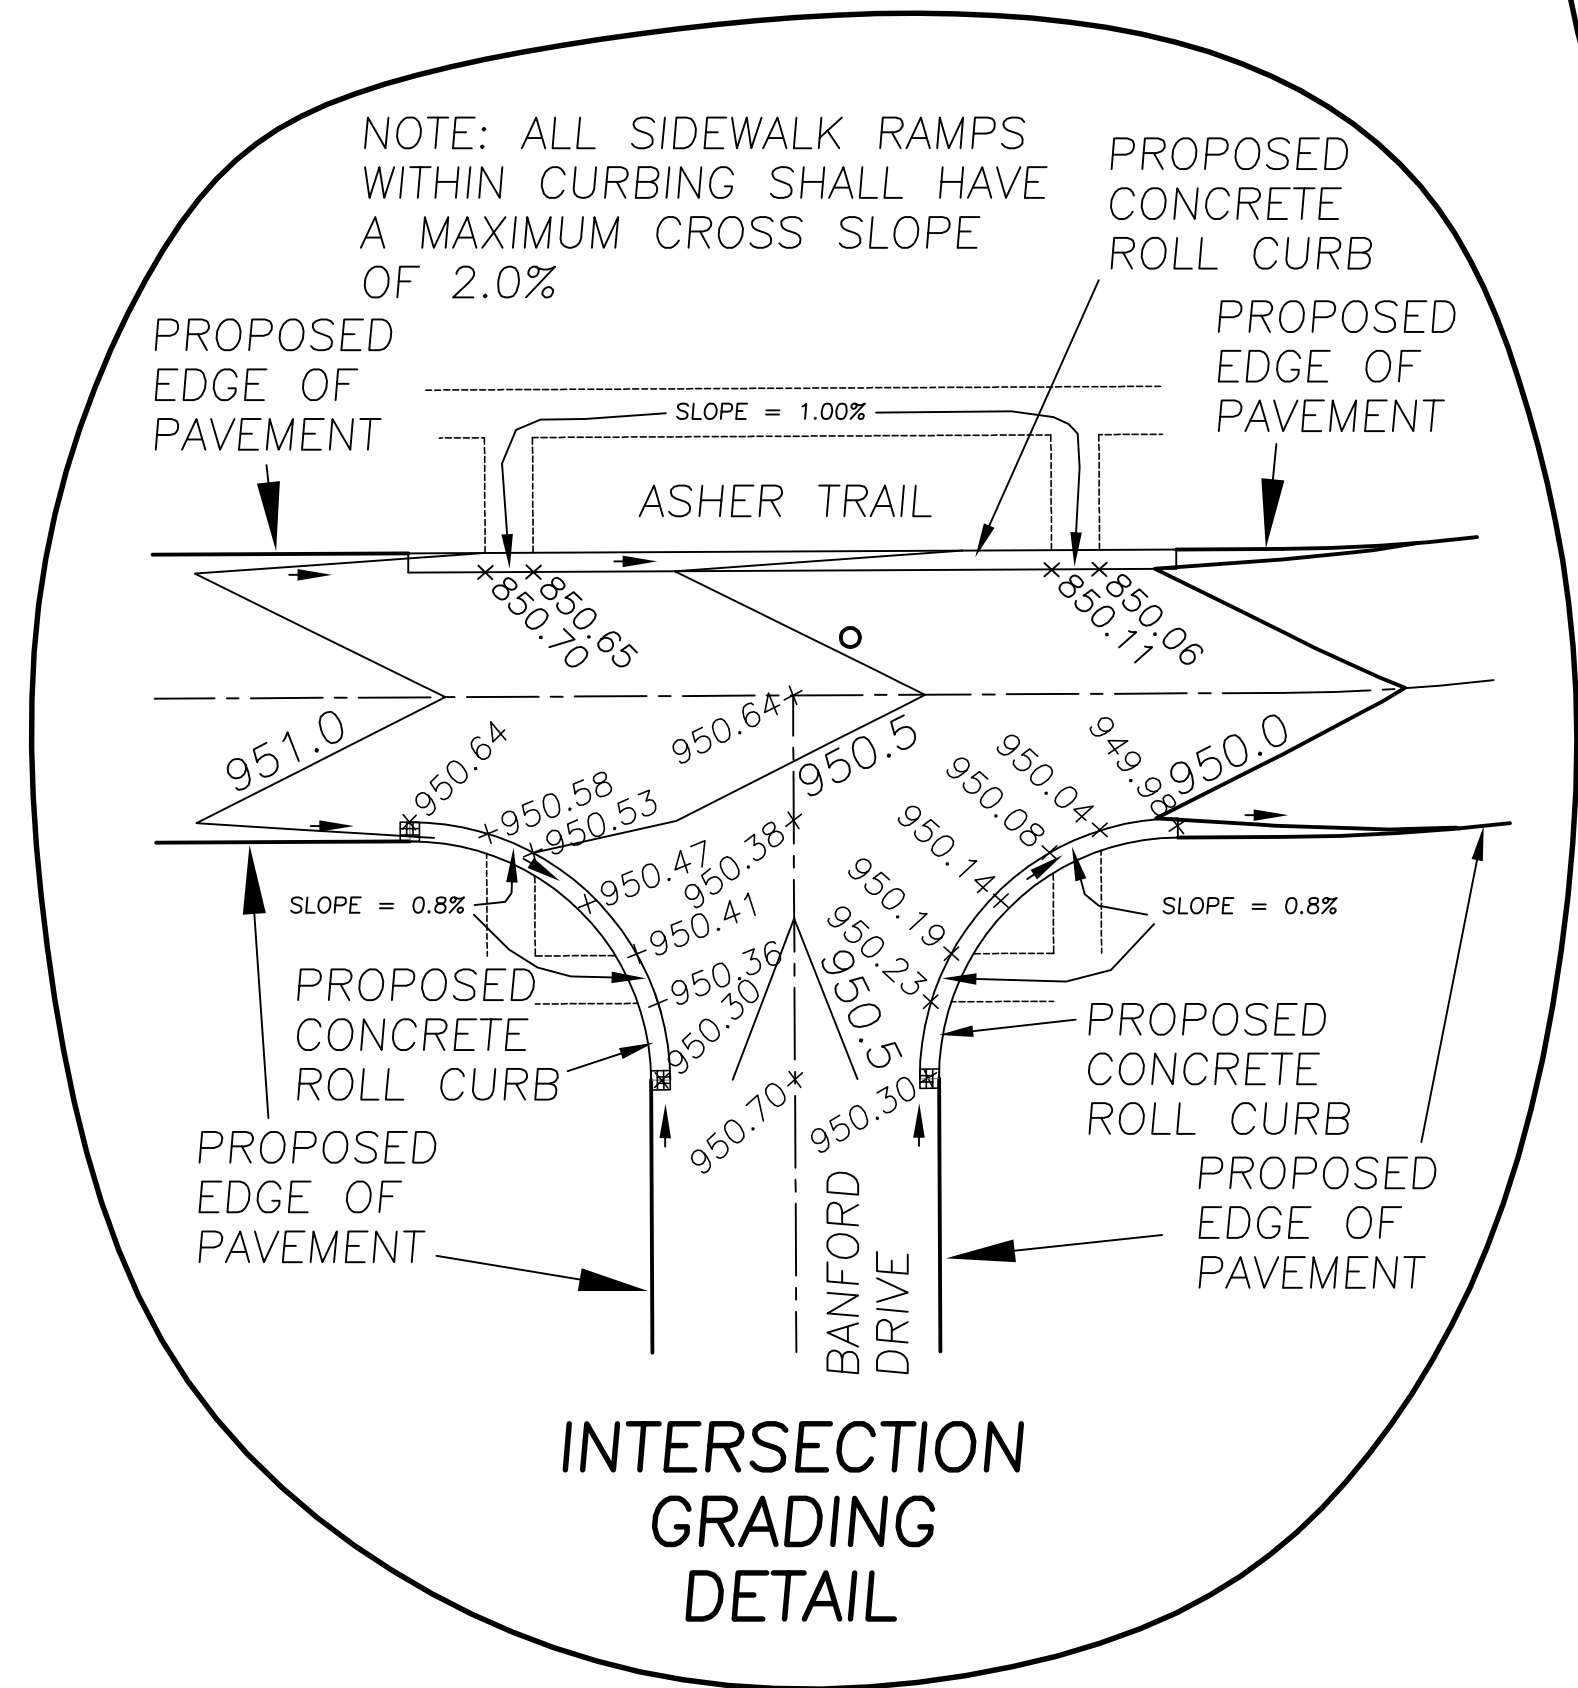 NOTE: ALL SIDEWALK RAMPS
WITHIN CURBING SHALL HAVE
A MAXIMUM CROSS SLOPE
OF 2.0%
PROPOSED
CONCRETE
ROLL CURB
PROPOSED
EDGE OF
PAVEMENT
PROPOSED
EDGE OF
PAVEMENT
SLOPE = 1.00%
ASHER TRAIL
850.70
850.65
850.11
850.06
951.0
950.64
950.58
950.53
950.64
950.5
950.38
950.47
950.41
950.36
950.30
950.08
950.04
949.98
950.0
950.14
950.19
950.23
950.5
SLOPE = 0.8%
SLOPE = 0.8%
PROPOSED
CONCRETE
ROLL CURB
PROPOSED
CONCRETE
ROLL CURB
950.70
950.30
PROPOSED
EDGE OF
PAVEMENT
PROPOSED
EDGE OF
PAVEMENT
BANFORD
DRIVE
INTERSECTION
GRADING
DETAIL